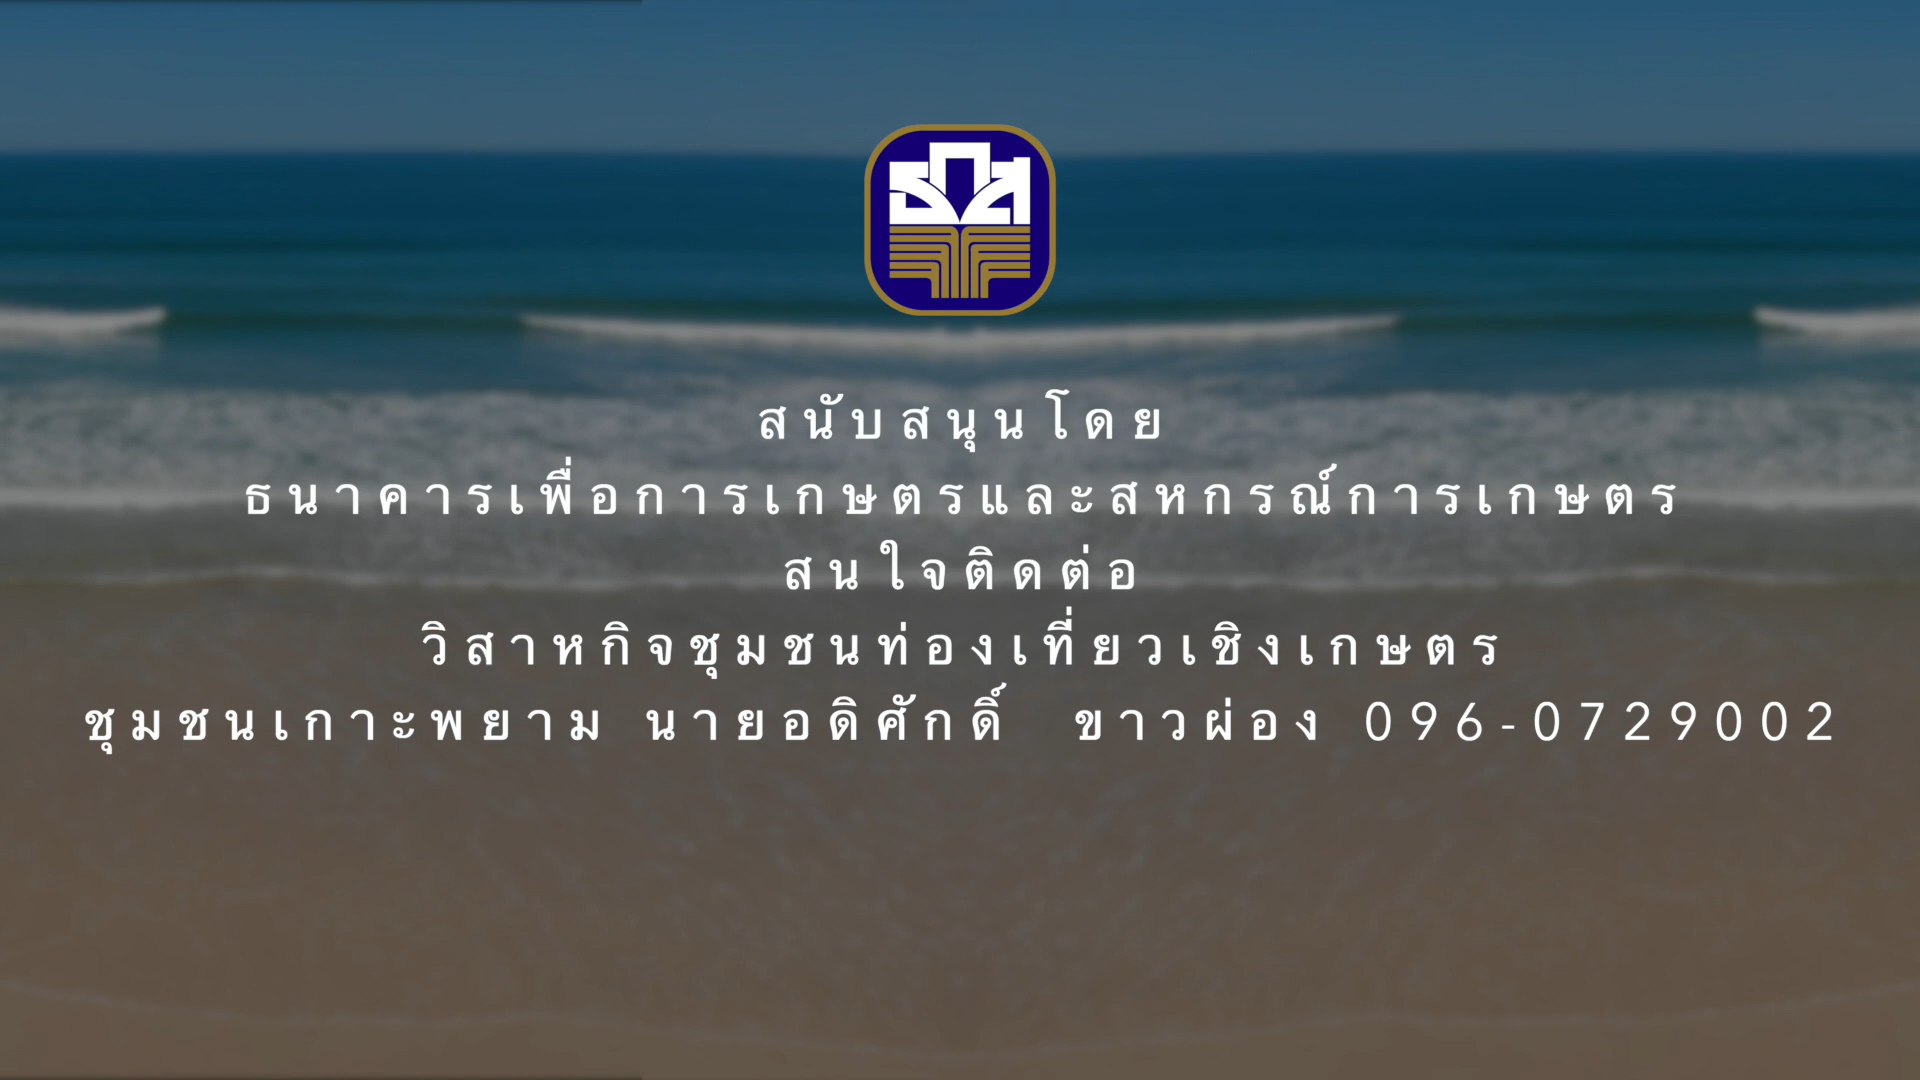 ธกส
สนับสนุนโดย
ธนาคารเพื่อการเกษตรและสหกรณ์การเกษตร
สนใจติดต่อ
วิสาหกิจชุมชนท่องเที่ยวเชิงเกษตร
ชุมชนเกาะพยาม นายอดิศักดิ์ ขาวผ่อง 096-0729002